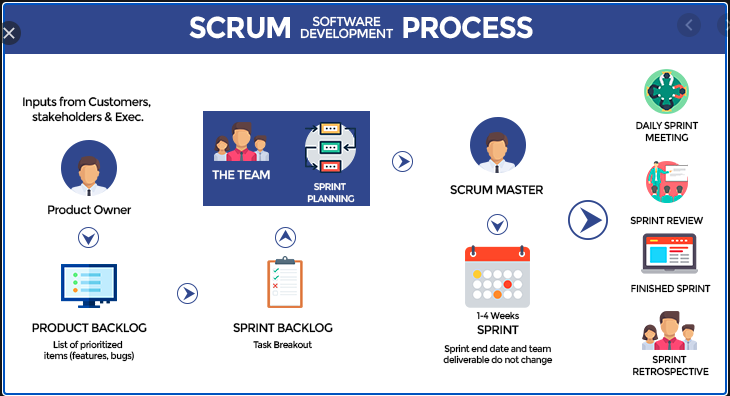 SCRUM SOFTWARE DEVELOPMENT PROCESS
Inputs from Customers,
stakeholders & Exec.
Product Owner
PRODUCT BACKLOG
List of prioritized
items (features, bugs)
THE TEAM
SPRINT
PLANNING
SPRINT BACKLOG
Task Breakout
SCRUM MASTER
1-4 Weeks
SPRINT
Sprint end date and team
deliverable do not change
DAILY SPRINT
MEETING
SPRINT REVIEW
FINISHED SPRINT
SPRINT
RETROSPECTIVE